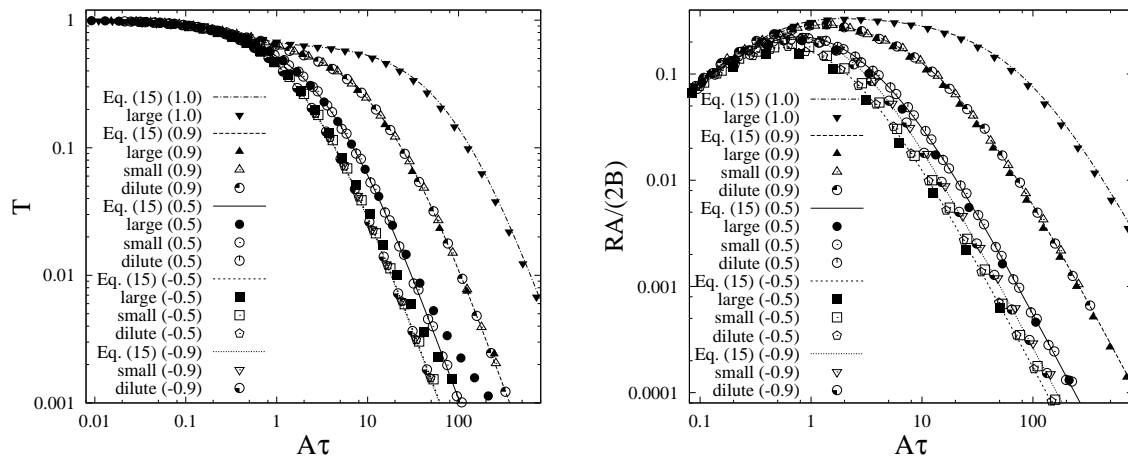 1
0.1
0.01
0.001
T
0.01
0.1
1
10
100
Aτ
Eq. (15) (1.0)
large (1.0)
Eq. (15) (0.9)
large (0.9)
small (0.9)
dilute (0.9)
Eq. (15) (0.5)
large (0.5)
small (0.5)
dilute (0.5)
Eq. (15) (-0.5)
large (-0.5)
small (-0.5)
dilute (-0.5)
Eq. (15) (-0.9)
small (-0.9)
dilute (-0.9)
0.1
0.01
0.001
0.0001
RA/(2B)
0.1
1
10
100
Aτ
Eq. (15) (1.0)
large (1.0)
Eq. (15) (0.9)
large (0.9)
small (0.9)
dilute (0.9)
Eq. (15) (0.5)
large (0.5)
small (0.5)
dilute (0.5)
Eq. (15) (-0.5)
large (-0.5)
small (-0.5)
dilute (-0.5)
Eq. (15) (-0.9)
small (-0.9)
dilute (-0.9)